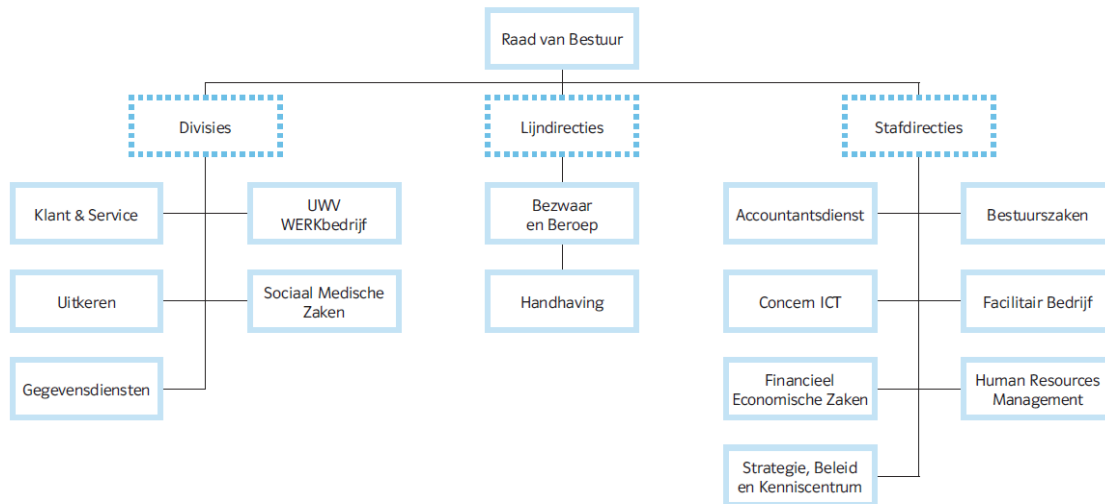 Raad van Bestuur
Divisies
Lijndirecties
Stafdirecties
Klant & Service
UWV
WERKbedrijf
Uitkeren
Sociaal Medische
Zaken
Gegevensdiensten
Bezwaar
en Beroep
Handhaving
Accountantsdienst
Bestuurszaken
Concern ICT
Facilitair Bedrijf
Financieel
Economische Zaken
Human Resources
Management
Strategie, Beleid
en Kenniscentrum